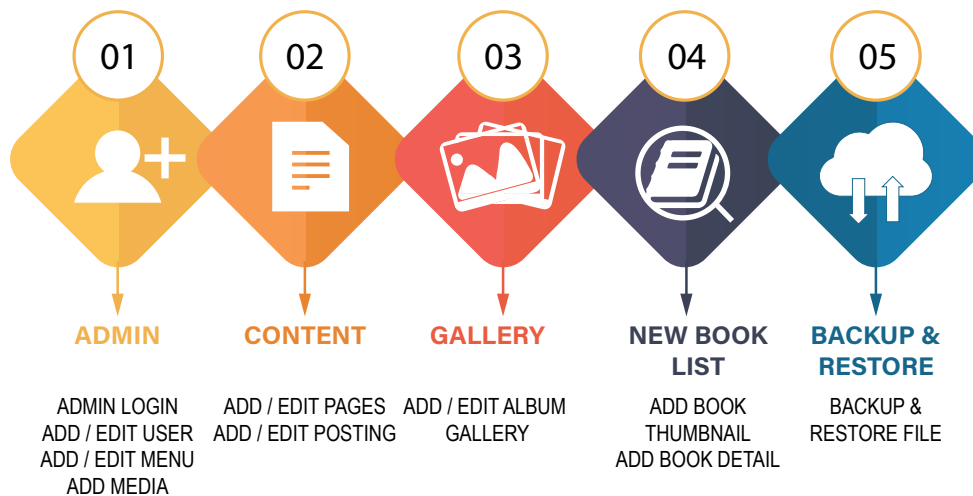 01
02
03
04
05
ADMIN
ADMIN LOGIN
ADD / EDIT USER
ADD / EDIT MENU
ADD MEDIA
CONTENT
ADD / EDIT PAGES
ADD / EDIT POSTING
GALLERY
ADD / EDIT ALBUM
GALLERY
NEW BOOK
LIST
ADD BOOK
THUMBNAIL
ADD BOOK DETAIL
BACKUP &
RESTORE
BACKUP &
RESTORE FILE